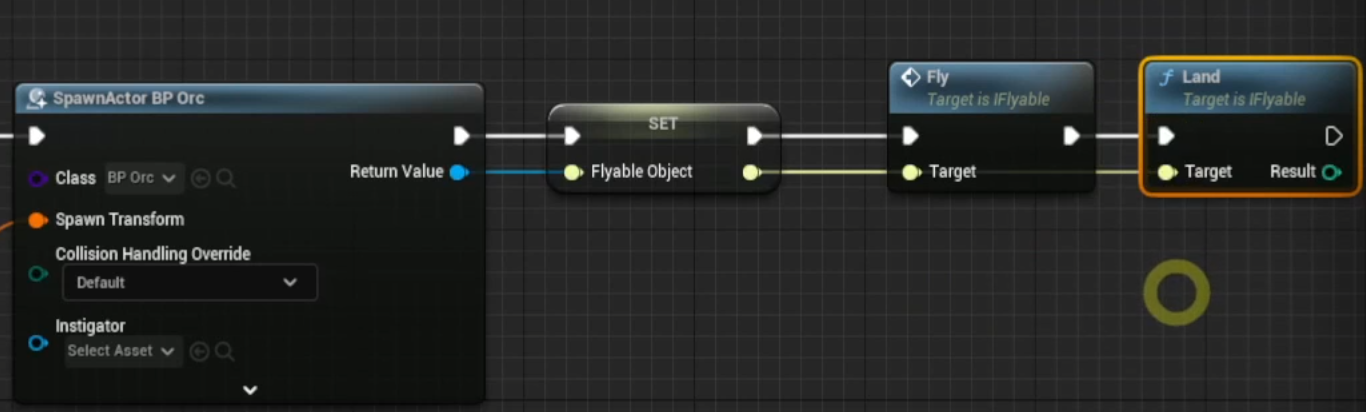 SpawnActor BP Orc
Class BP Orc
Return Value
Spawn Transform
Collision Handling Override
Default
Instigator
Select Asset
SET
Flyable Object
Fly
Target is IFlyable
Target
f Land
Target is IFlyable
Target Result